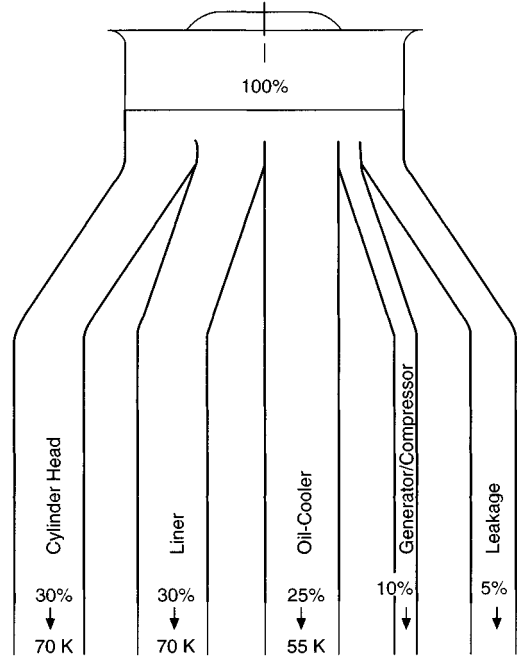 100%
Cylinder Head
Liner
Oil-Cooler
Generator/Compressor
Leakage
30%
30%
25%
10%
5%
70 K
70 K
55 K